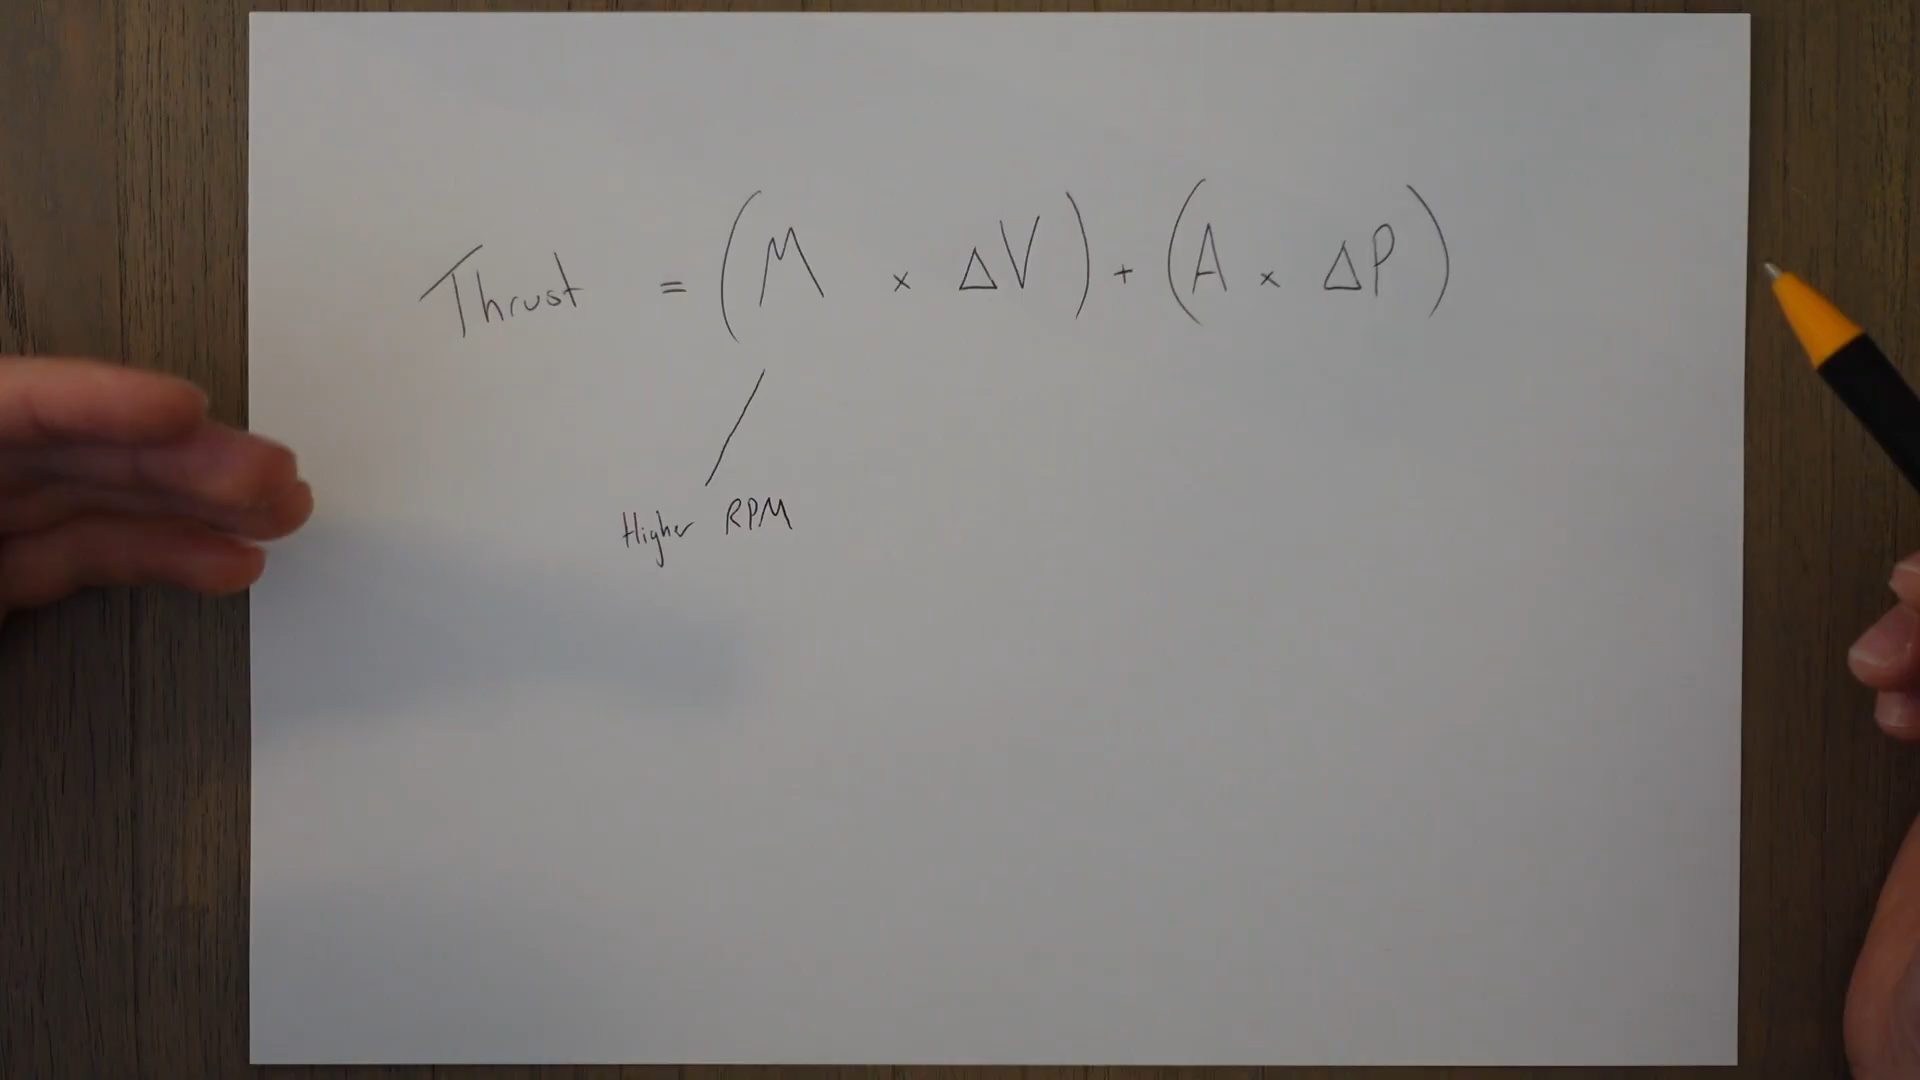 Thrust = (M × ΔV) + (A × ΔP)
Higher RPM